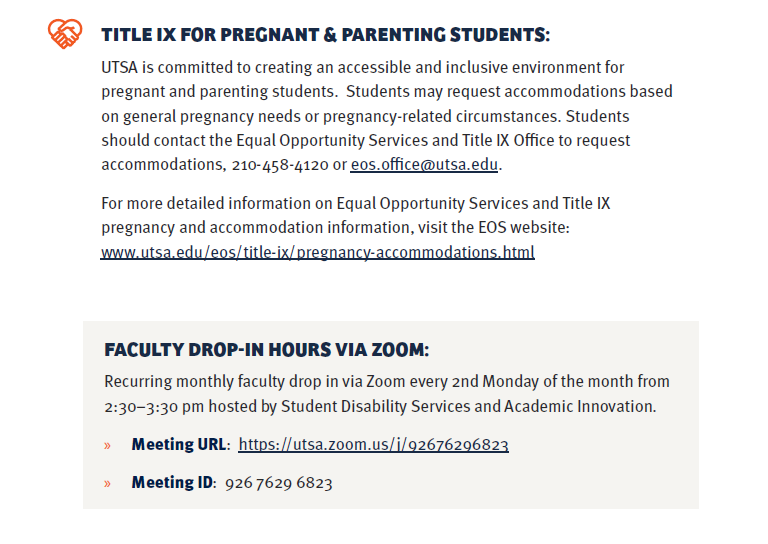 TITLE IX FOR PREGNANT & PARENTING STUDENTS:
UTSA is committed to creating an accessible and inclusive environment for
pregnant and parenting students.  Students may request accommodations based
on general pregnancy needs or pregnancy-related circumstances. Students
should contact the Equal Opportunity Services and Title IX Office to request
accommodations, 210-458-4120 or eos.office@utsa.edu.
For more detailed information on Equal Opportunity Services and Title IX
pregnancy and accommodation information, visit the EOS website:
www.utsa.edu/eos/title-ix/pregnancy-accommodations.html
FACULTY DROP-IN HOURS VIA ZOOM:
Recurring monthly faculty drop in via Zoom every 2nd Monday of the month from
2:30–3:30 pm hosted by Student Disability Services and Academic Innovation.
» Meeting URL: https://utsa.zoom.us/j/92676296823
» Meeting ID: 926 7629 6823